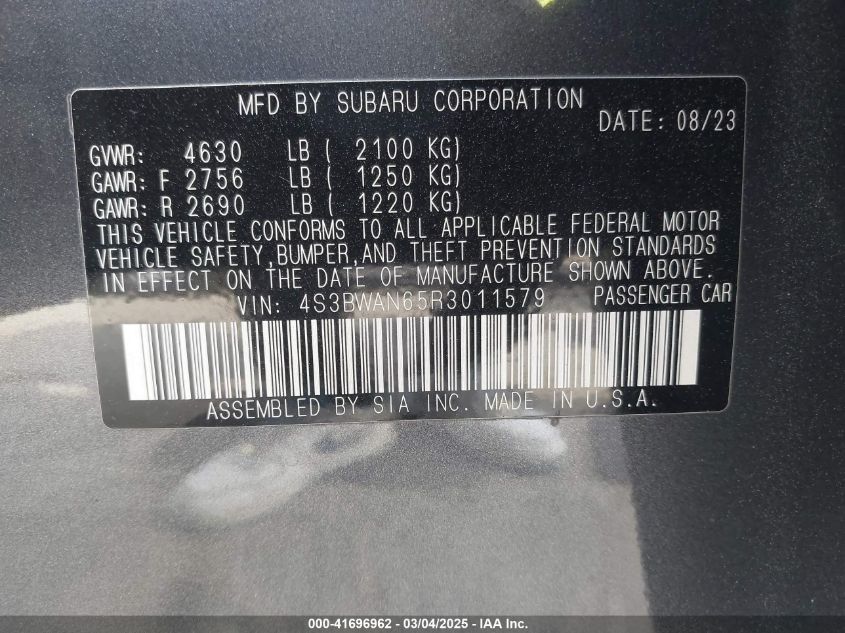 MFD BY SUBARU CORPORATION
DATE: 08/23
GVWR: 4630 LB ( 2100 KG)
GAWR: F 2756 LB ( 1250 KG)
GAWR: R 2690 LB ( 1220 KG)
THIS VEHICLE CONFORMS TO ALL APPLICABLE FEDERAL MOTOR
VEHICLE SAFETY,BUMPER,AND THEFT PREVENTION STANDARDS
IN EFFECT ON THE DATE OF MANUFACTURE SHOWN ABOVE.
VIN: 4S3BWAN65R3011579 PASSENGER CAR
ASSEMBLED BY SIA INC. MADE IN U.S.A.
000-41696962 - 03/04/2025 - IAA Inc.